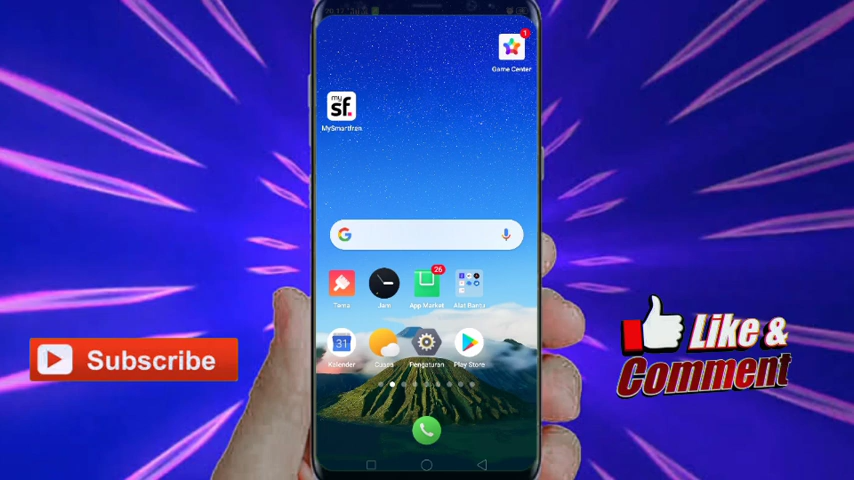 1
Game Center
my
sf.
MySmartfren
G
26
Tema
Jam
App Market
Alat Bantu
31
Kalender
Cuaca
Pengaturan
Play Store
Subscribe
Like &
Comment